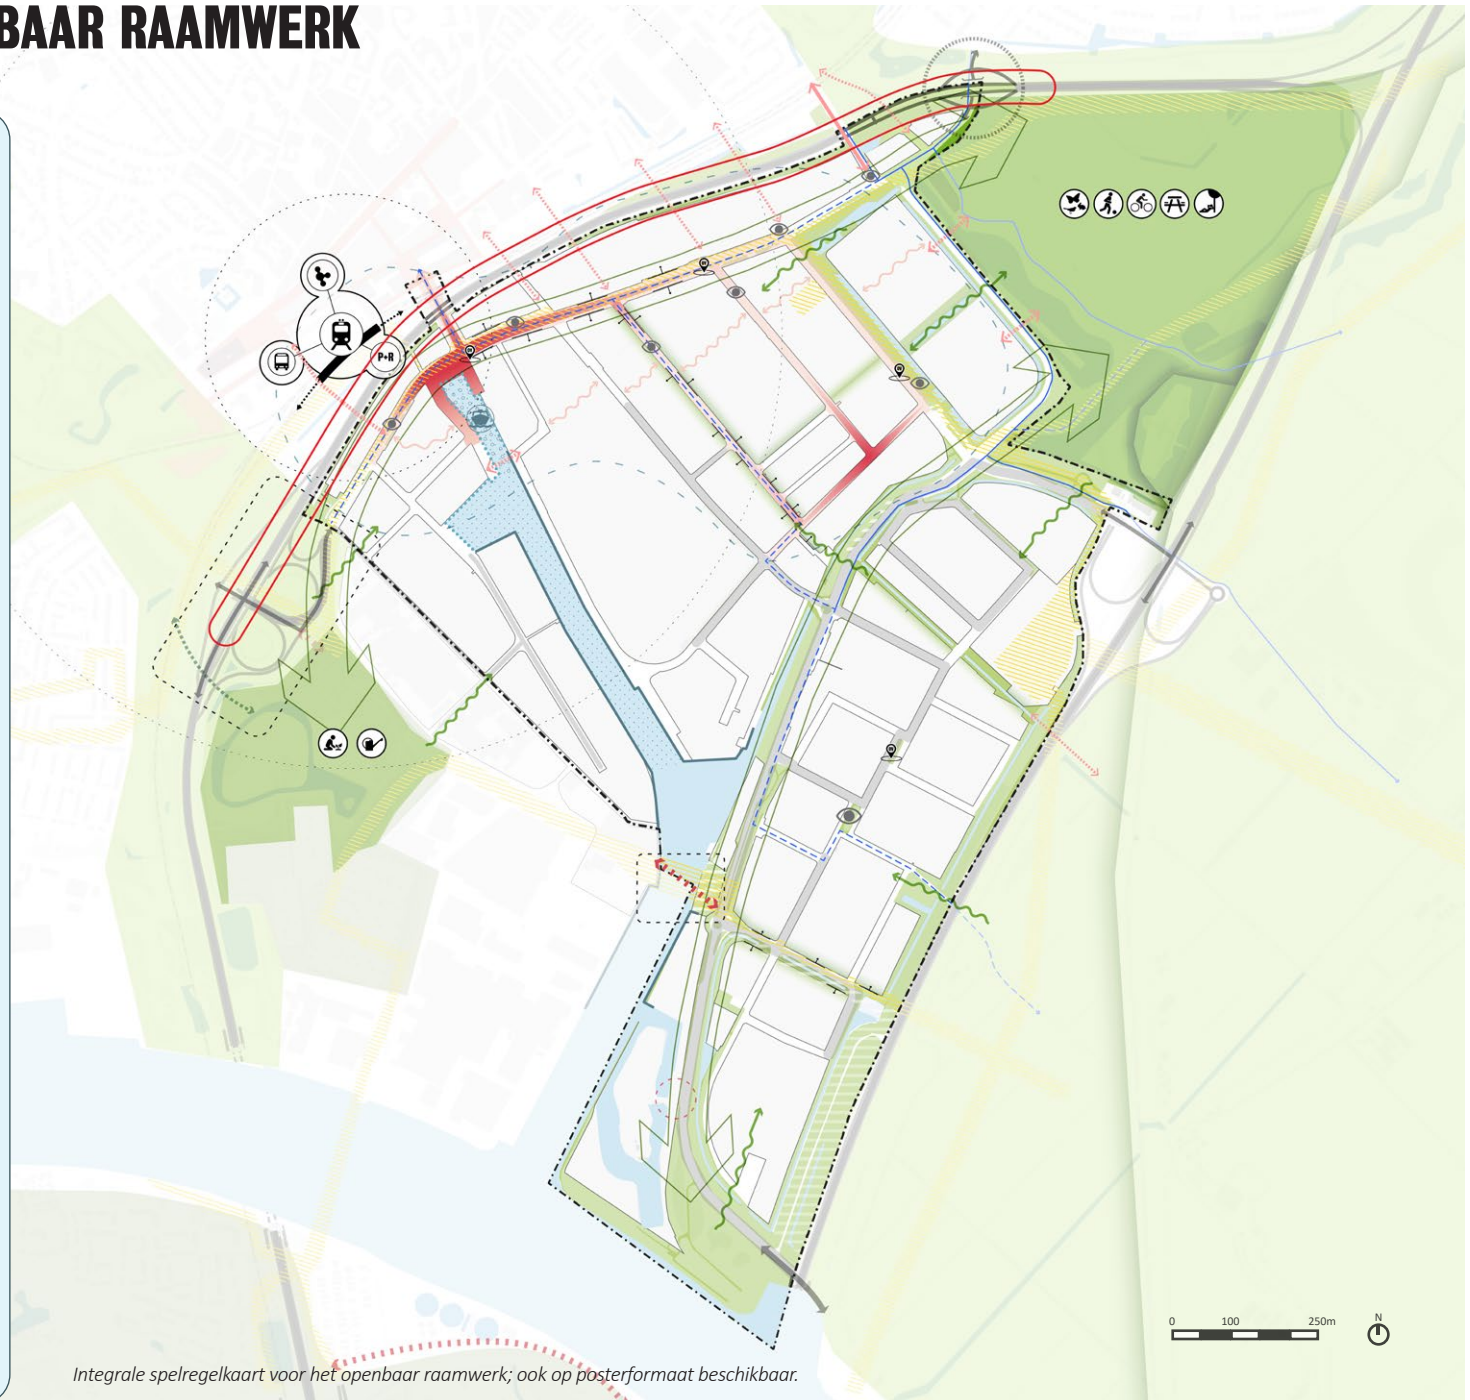 BAAR RAAMWERK
P+R
0 100 250m
N
Integrale spelregelkaart voor het openbaar raamwerk; ook op posterformaat beschikbaar.